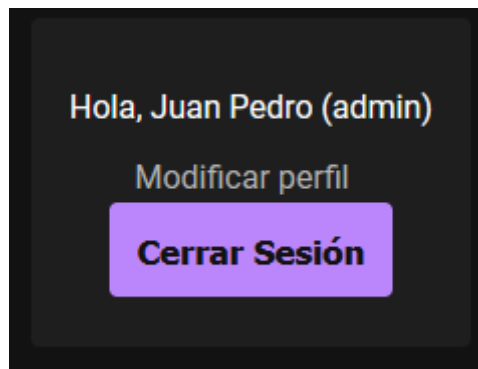 Hola, Juan Pedro (admin)
Modificar perfil
Cerrar Sesión